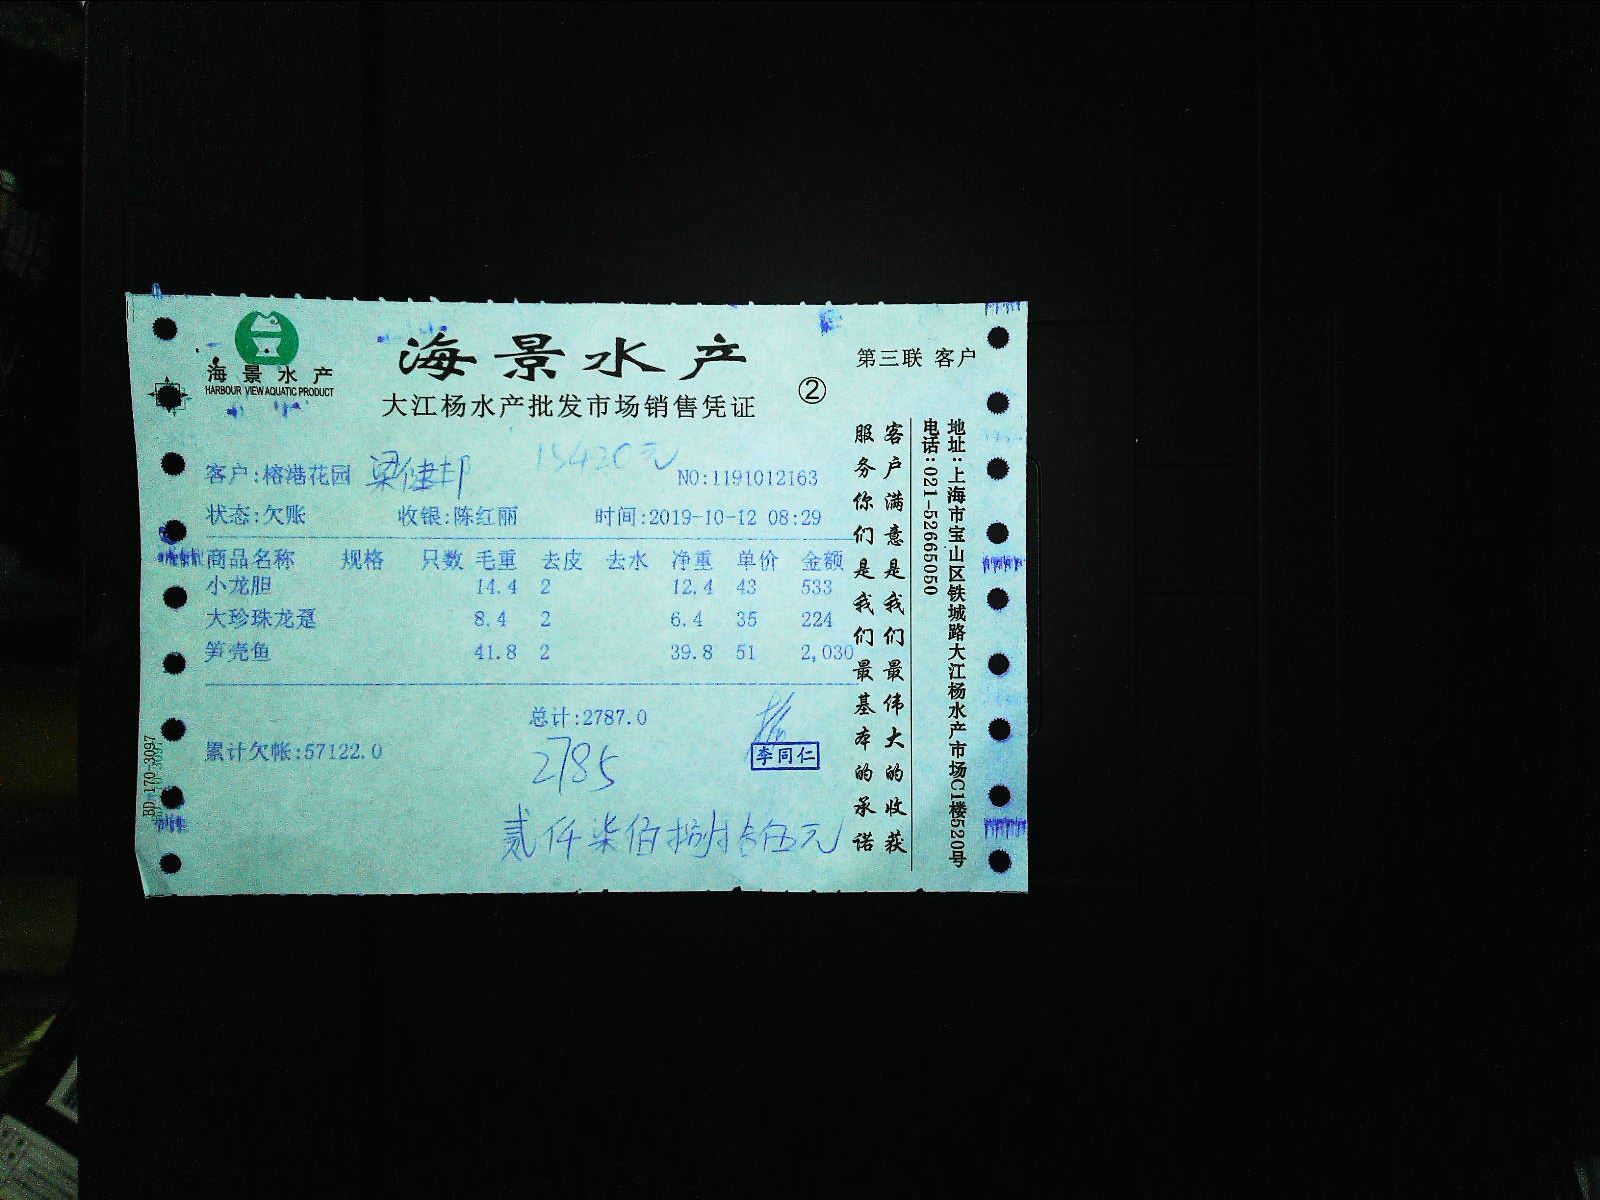 海景水产
HARBOUR VIEW AQUATIC PRODUCT
海景水产
大江杨水产批发市场销售凭证
②
第三联 客户
客户:榕港花园 梁健邦
15420元
NO:1191012163
状态:欠账 收银:陈红丽 时间:2019-10-12 08:29
商品名称 规格 只数 毛重 去皮 去水 净重 单价 金额
小龙胆 14.4 2 12.4 43 533
大珍珠龙趸 8.4 2 6.4 35 224
笋壳鱼 41.8 2 39.8 51 2,030
总计:2787.0
累计欠帐:57122.0
2785
李同仁
贰仟柒佰捌拾伍元
客户满意是我们最伟大的收获
服务你们是我们最基本的承诺
地址:上海市宝山区铁城路大江杨水产市场C1楼520号
电话:021-52665050
BD-170-3097